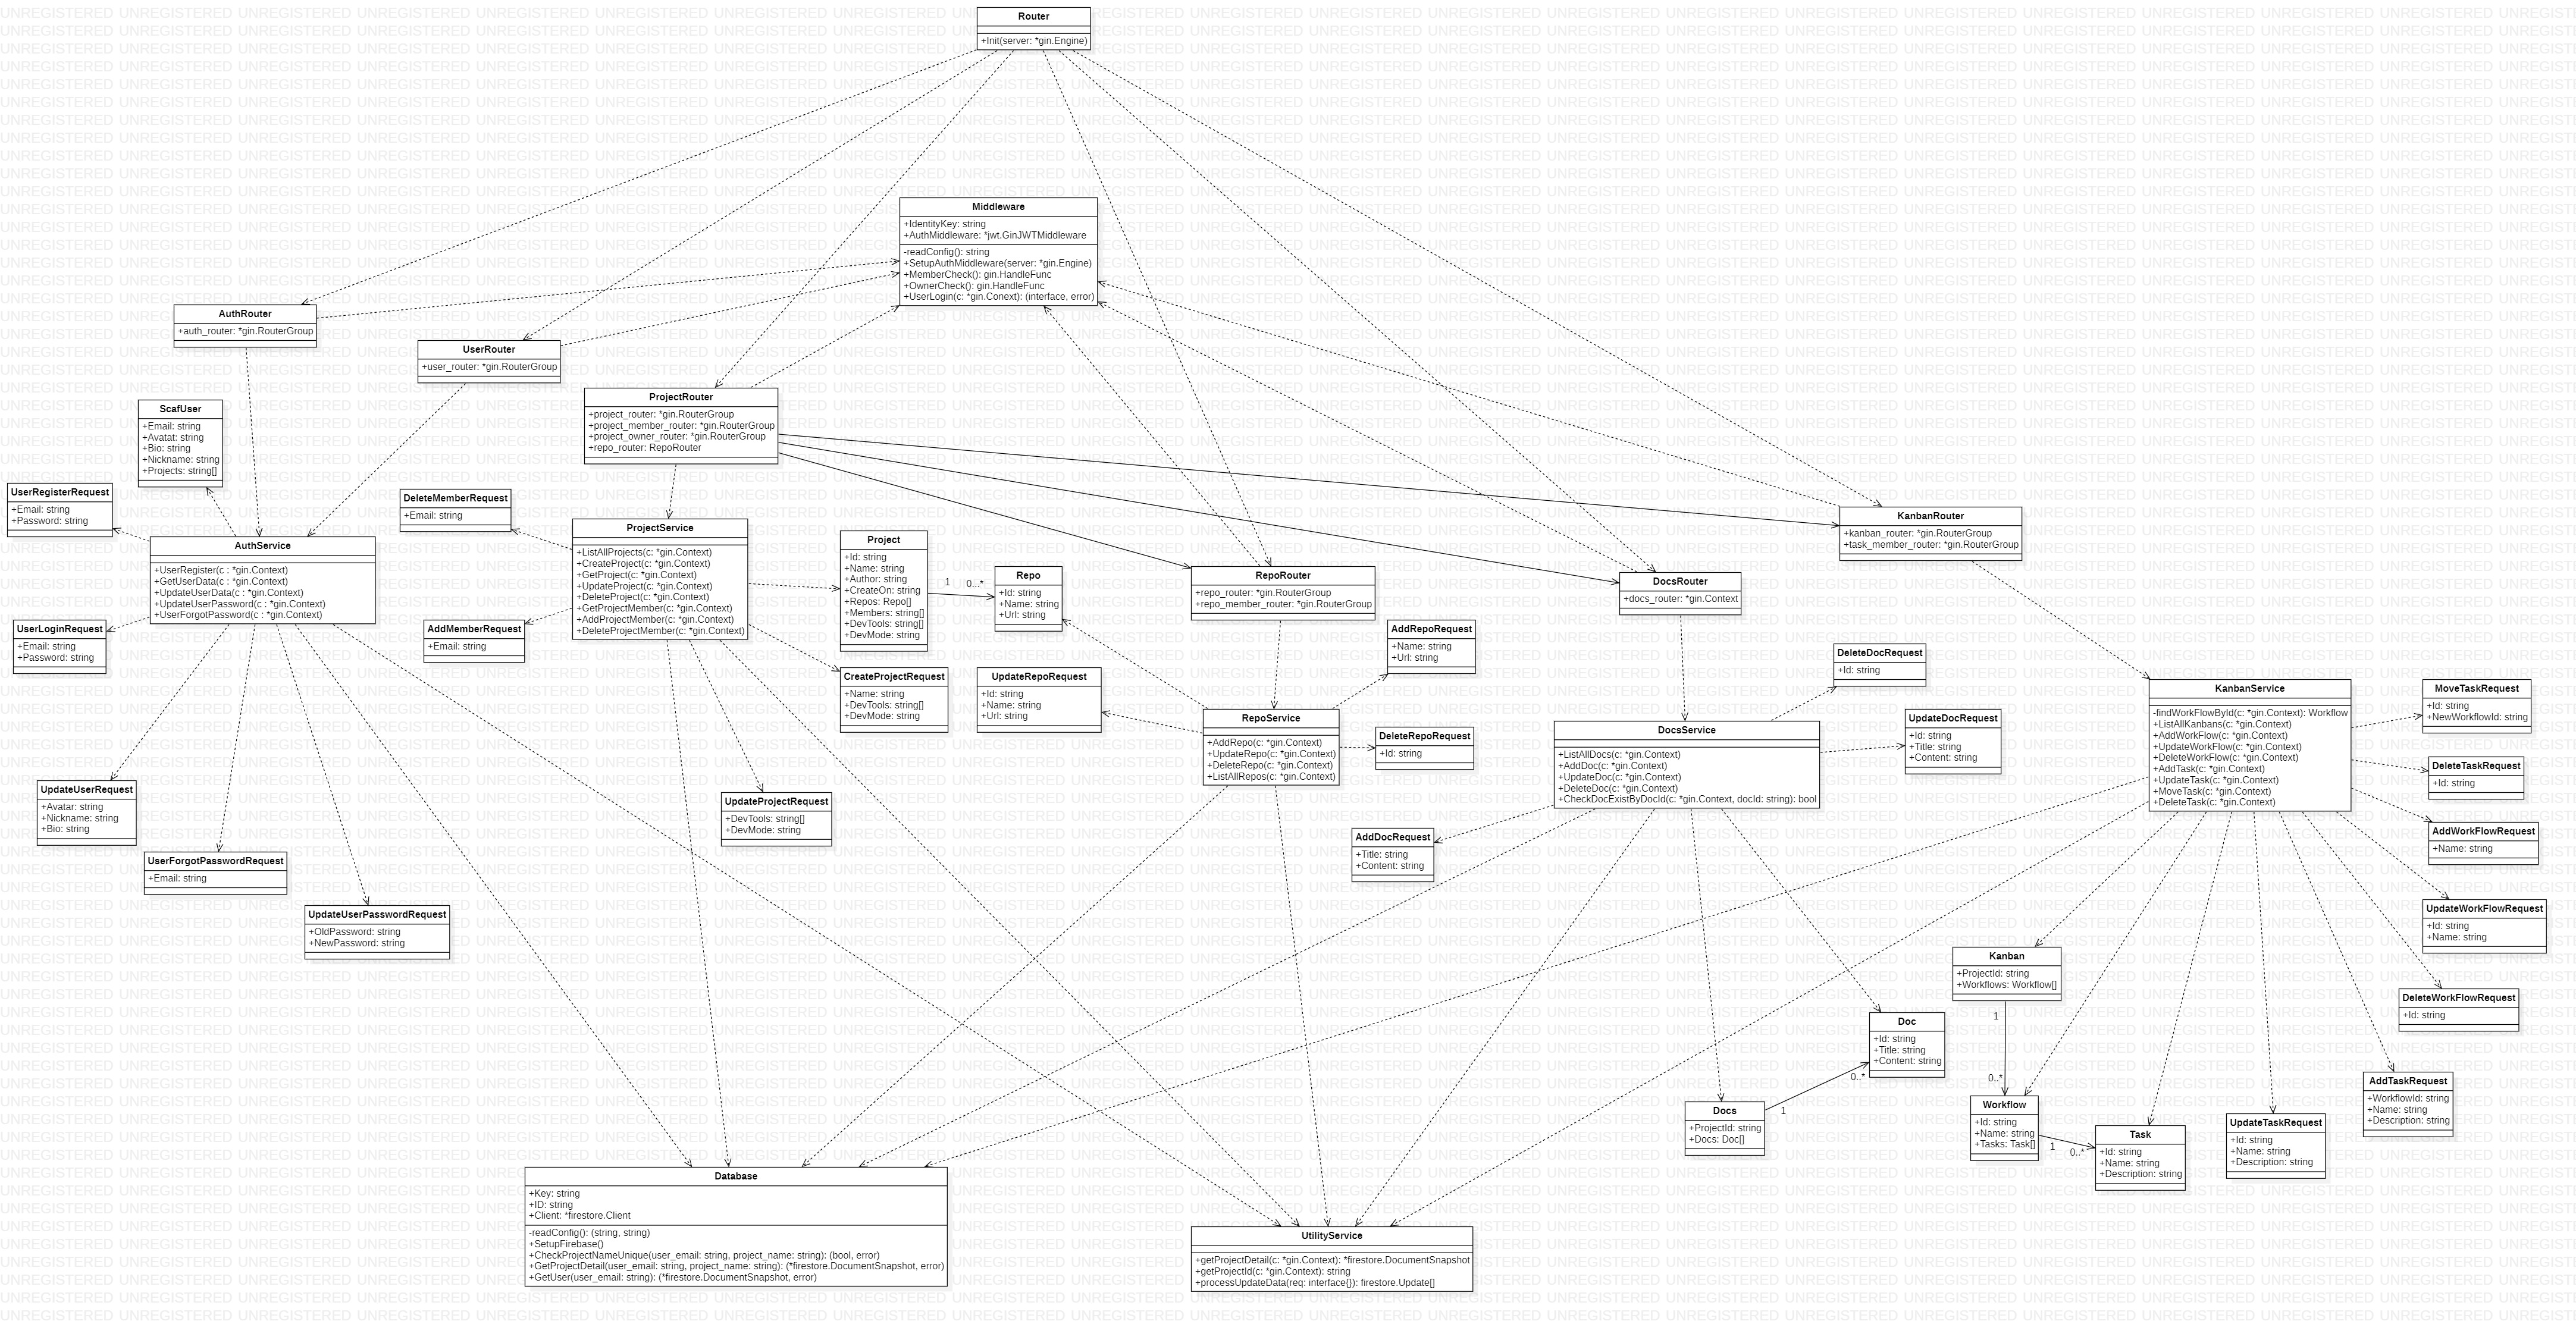 Router
+Init(server: *gin.Engine)
Middleware
+IdentityKey: string
+AuthMiddleware: *jwt.GinJWTMiddleware
-readConfig(): string
+SetupAuthMiddleware(server: *gin.Engine)
+MemberCheck(): gin.HandleFunc
+OwnerCheck(): gin.HandleFunc
+UserLogin(c: *gin.Conext): (interface, error)
AuthRouter
+auth_router: *gin.RouterGroup
UserRouter
+user_router: *gin.RouterGroup
ProjectRouter
+project_router: *gin.RouterGroup
+project_member_router: *gin.RouterGroup
+project_owner_router: *gin.RouterGroup
+repo_router: RepoRouter
ScafUser
+Email: string
+Avatat: string
+Bio: string
+Nickname: string
+Projects: string[]
UserRegisterRequest
+Email: string
+Password: string
DeleteMemberRequest
+Email: string
AuthService
+UserRegister(c : *gin.Context)
+GetUserData(c : *gin.Context)
+UpdateUserData(c : *gin.Context)
+UpdateUserPassword(c : *gin.Context)
+UserForgotPassword(c : *gin.Context)
ProjectService
+ListAllProjects(c: *gin.Context)
+CreateProject(c: *gin.Context)
+GetProject(c: *gin.Context)
+UpdateProject(c: *gin.Context)
+DeleteProject(c: *gin.Context)
+GetProjectMember(c: *gin.Context)
+AddProjectMember(c: *gin.Context)
+DeleteProjectMember(c: *gin.Context)
Project
+Id: string
+Name: string
+Author: string
+CreateOn: string
+Repos: Repo[]
+Members: string[]
+DevTools: string[]
+DevMode: string
1
0...*
Repo
+Id: string
+Name: string
+Url: string
RepoRouter
+repo_router: *gin.RouterGroup
+repo_member_router: *gin.RouterGroup
DocsRouter
+docs_router: *gin.Context
KanbanRouter
+kanban_router: *gin.RouterGroup
+task_member_router: *gin.RouterGroup
UserLoginRequest
+Email: string
+Password: string
AddMemberRequest
+Email: string
CreateProjectRequest
+Name: string
+DevTools: string[]
+DevMode: string
UpdateRepoRequest
+Id: string
+Name: string
+Url: string
AddRepoRequest
+Name: string
+Url: string
RepoService
+AddRepo(c: *gin.Context)
+UpdateRepo(c: *gin.Context)
+DeleteRepo(c: *gin.Context)
+ListAllRepos(c: *gin.Context)
DeleteRepoRequest
+Id: string
DeleteDocRequest
+Id: string
DocsService
+ListAllDocs(c: *gin.Context)
+AddDoc(c: *gin.Context)
+UpdateDoc(c: *gin.Context)
+DeleteDoc(c: *gin.Context)
+CheckDocExistByDocId(c: *gin.Context, docId: string): bool
UpdateDocRequest
+Id: string
+Title: string
+Content: string
KanbanService
-findWorkFlowById(c: *gin.Context): Workflow
+ListAllKanbans(c: *gin.Context)
+AddWorkFlow(c: *gin.Context)
+UpdateWorkFlow(c: *gin.Context)
+DeleteWorkFlow(c: *gin.Context)
+AddTask(c: *gin.Context)
+UpdateTask(c: *gin.Context)
+MoveTask(c: *gin.Context)
+DeleteTask(c: *gin.Context)
MoveTaskRequest
+Id: string
+NewWorkflowId: string
DeleteTaskRequest
+Id: string
AddWorkFlowRequest
+Name: string
UpdateWorkFlowRequest
+Id: string
+Name: string
DeleteWorkFlowRequest
+Id: string
AddTaskRequest
+WorkflowId: string
+Name: string
+Description: string
UpdateTaskRequest
+Id: string
+Name: string
+Description: string
UpdateUserRequest
+Avatar: string
+Nickname: string
+Bio: string
UserForgotPasswordRequest
+Email: string
UpdateUserPasswordRequest
+OldPassword: string
+NewPassword: string
UpdateProjectRequest
+DevTools: string[]
+DevMode: string
AddDocRequest
+Title: string
+Content: string
Kanban
+ProjectId: string
+Workflows: Workflow[]
1
0..*
Doc
+Id: string
+Title: string
+Content: string
0..*
1
Docs
+ProjectId: string
+Docs: Doc[]
Workflow
+Id: string
+Name: string
+Tasks: Task[]
1
0..*
Task
+Id: string
+Name: string
+Description: string
Database
+Key: string
+ID: string
+Client: *firestore.Client
-readConfig(): (string, string)
+SetupFirebase()
+CheckProjectNameUnique(user_email: string, project_name: string): (bool, error)
+GetProjectDetail(user_email: string, project_name: string): (*firestore.DocumentSnapshot, error)
+GetUser(user_email: string): (*firestore.DocumentSnapshot, error)
UtilityService
+getProjectDetail(c: *gin.Context): *firestore.DocumentSnapshot
+getProjectId(c: *gin.Context): string
+processUpdateData(req: interface{}): firestore.Update[]
UNREGISTERED